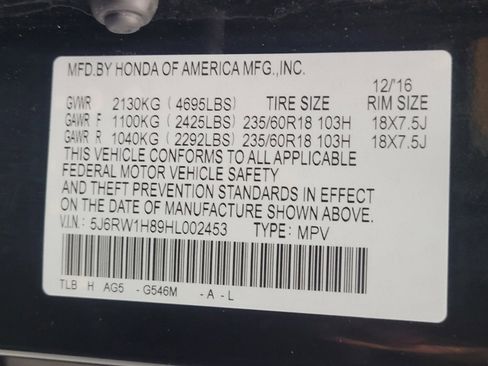 MFD.BY HONDA OF AMERICA MFG.,INC.
12/'16
GVWR 2130KG ( 4695LBS) TIRE SIZE RIM SIZE
GAWR F 1100KG ( 2425LBS) 235/60R18 103H 18X7.5J
GAWR R 1040KG ( 2292LBS) 235/60R18 103H 18X7.5J
THIS VEHICLE CONFORMS TO ALL APPLICABLE
FEDERAL MOTOR VEHICLE SAFETY
AND THEFT PREVENTION STANDARDS IN EFFECT
ON THE DATE OF MANUFACTURE SHOWN ABOVE.
V.I.N.: 5J6RW1H89HL002453 TYPE: MPV
TLB H AG5 - G546M - A - L